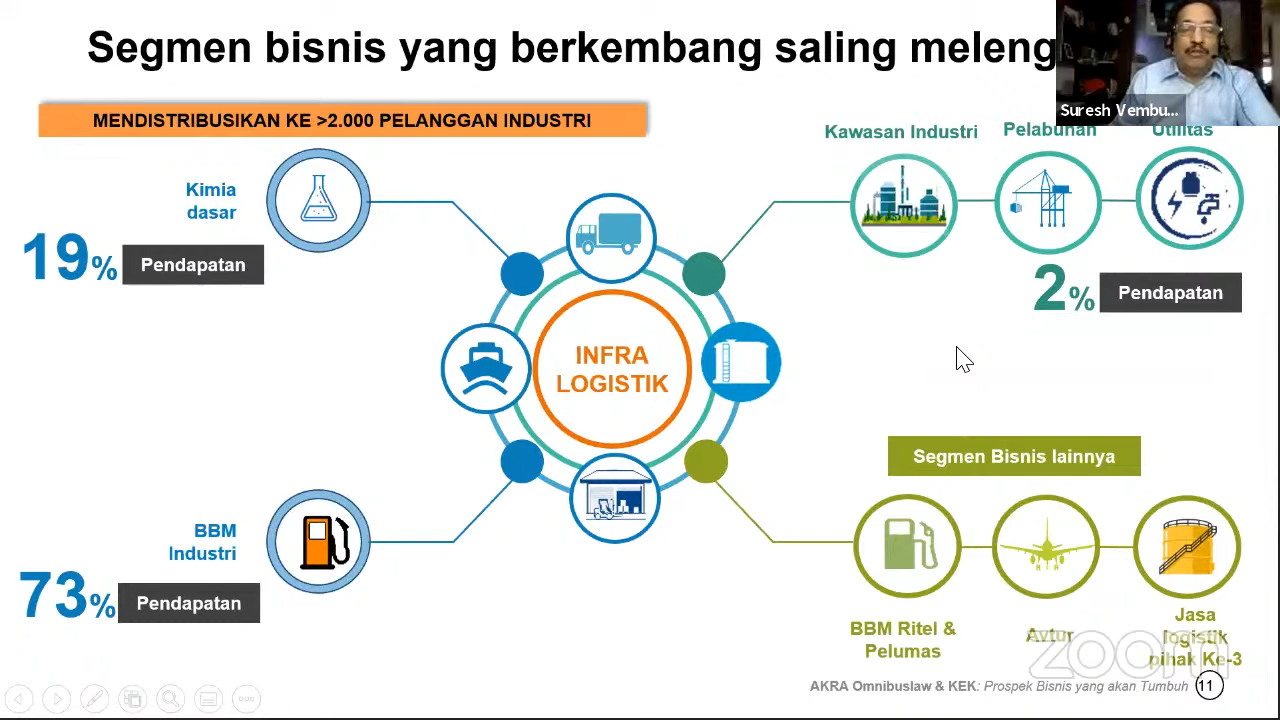 Segmen bisnis yang berkembang saling
Suresh Vembu...
MENDISTRIBUSIKAN KE >2.000 PELANGGAN INDUSTRI
Kawasan Industri
Pelabuhan
Utilitas
Kimia
dasar
19%
Pendapatan
2%
Pendapatan
INFRA
LOGISTIK
Segmen Bisnis lainnya
BBM
Industri
73%
Pendapatan
BBM Ritel &
Pelumas
Avtur
Jasa
logistik
pihak Ke-3
zoom
AKRA Omnibuslaw & KEK: Prospek Bisnis yang akan Tumbuh
11